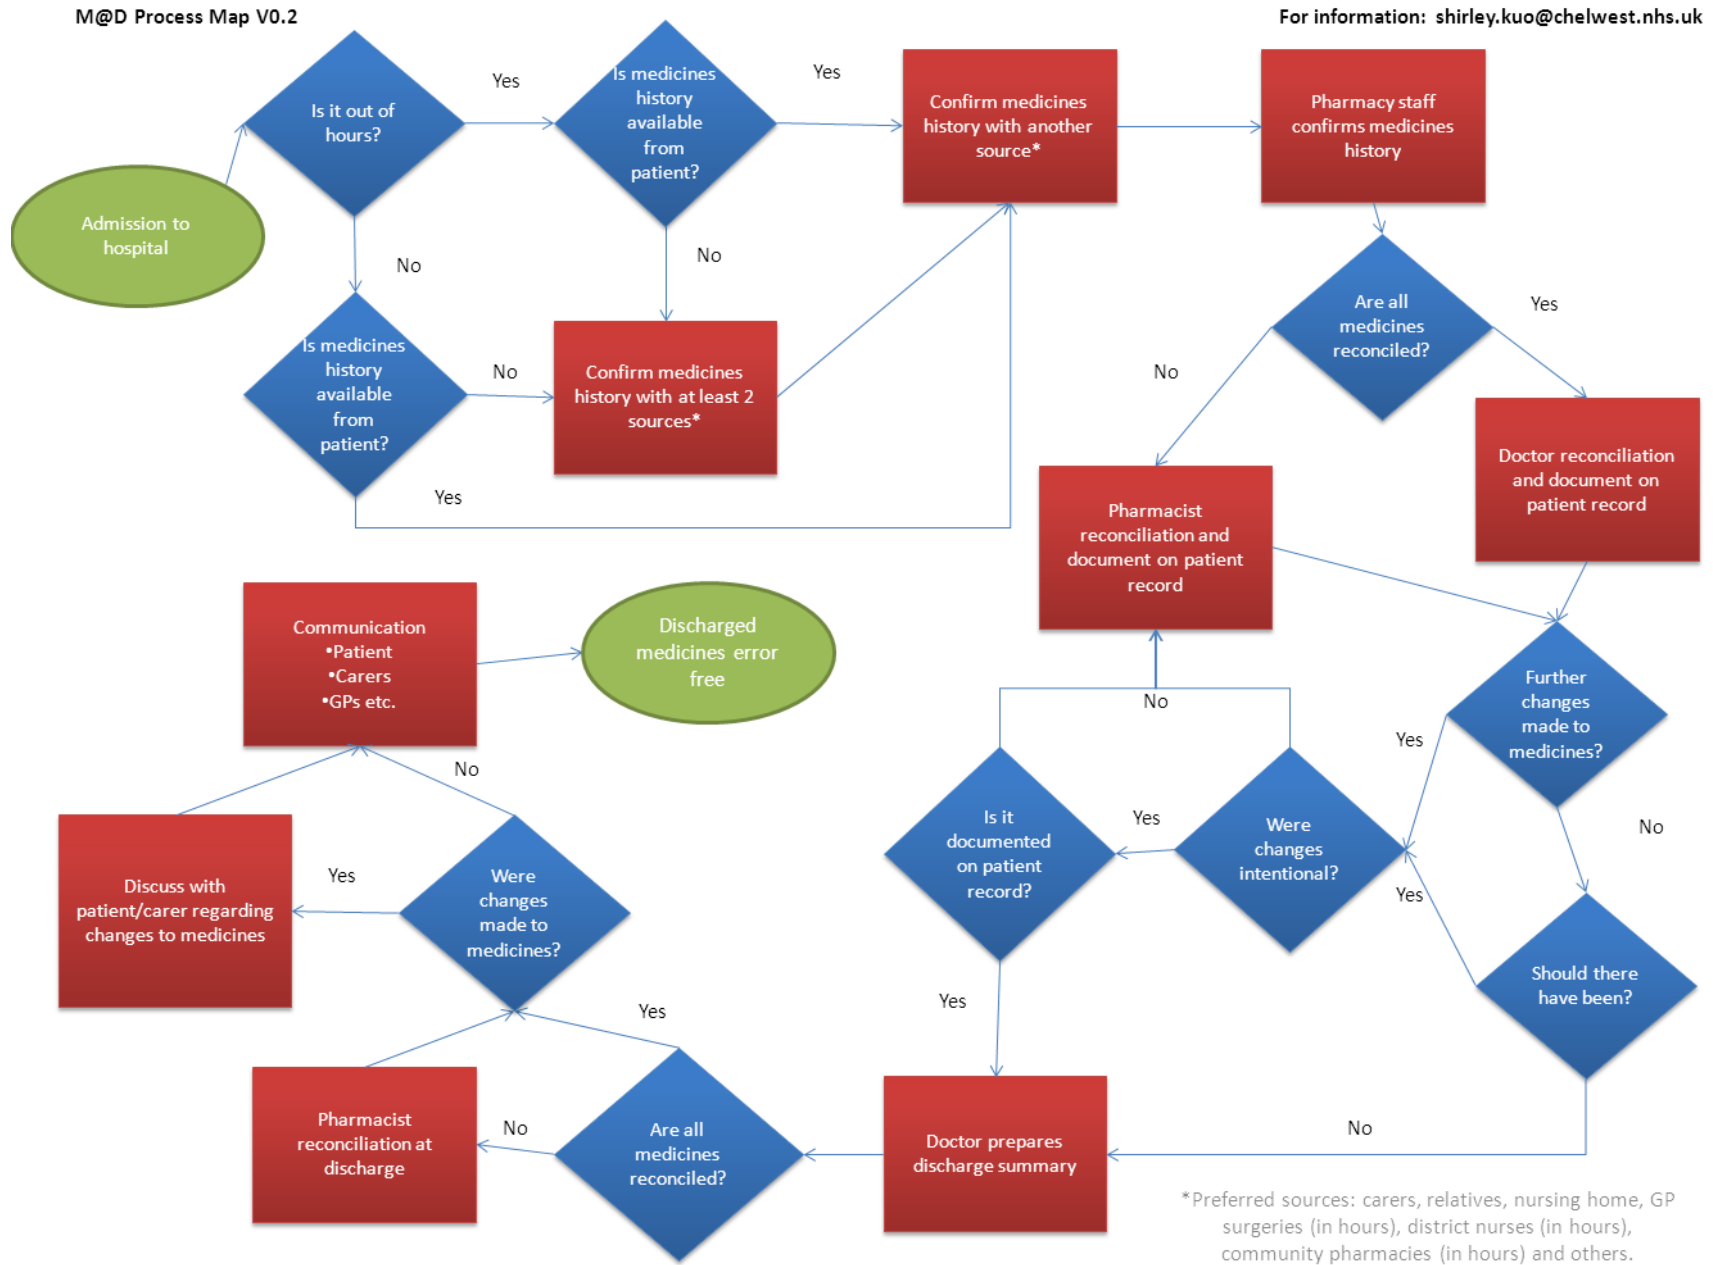 M@D Process Map V0.2
For information: shirley.kuo@chelwest.nhs.uk
Is it out of
hours?
Yes
Is medicines
history
available
from
patient?
Yes
Confirm medicines
history with another
source*
Pharmacy staff
confirms medicines
history
Admission to
hospital
No
No
Are all
medicines
reconciled?
Yes
No
Is medicines
history
available
from
patient?
No
Confirm medicines
history with at least 2
sources*
Yes
Doctor reconciliation
and document on
patient record
Pharmacist
reconciliation and
document on patient
record
Communication
•Patient
•Carers
•GPs etc.
Discharged
medicines error
free
Further
changes
made to
medicines?
No
Yes
No
Is it
documented
on patient
record?
Yes
Were
changes
intentional?
Yes
No
Discuss with
patient/carer regarding
changes to medicines
Yes
Were
changes
made to
medicines?
Should there
have been?
Yes
Yes
Pharmacist
reconciliation at
discharge
No
Are all
medicines
reconciled?
Doctor prepares
discharge summary
No
*Preferred sources: carers, relatives, nursing home, GP
surgeries (in hours), district nurses (in hours),
community pharmacies (in hours) and others.